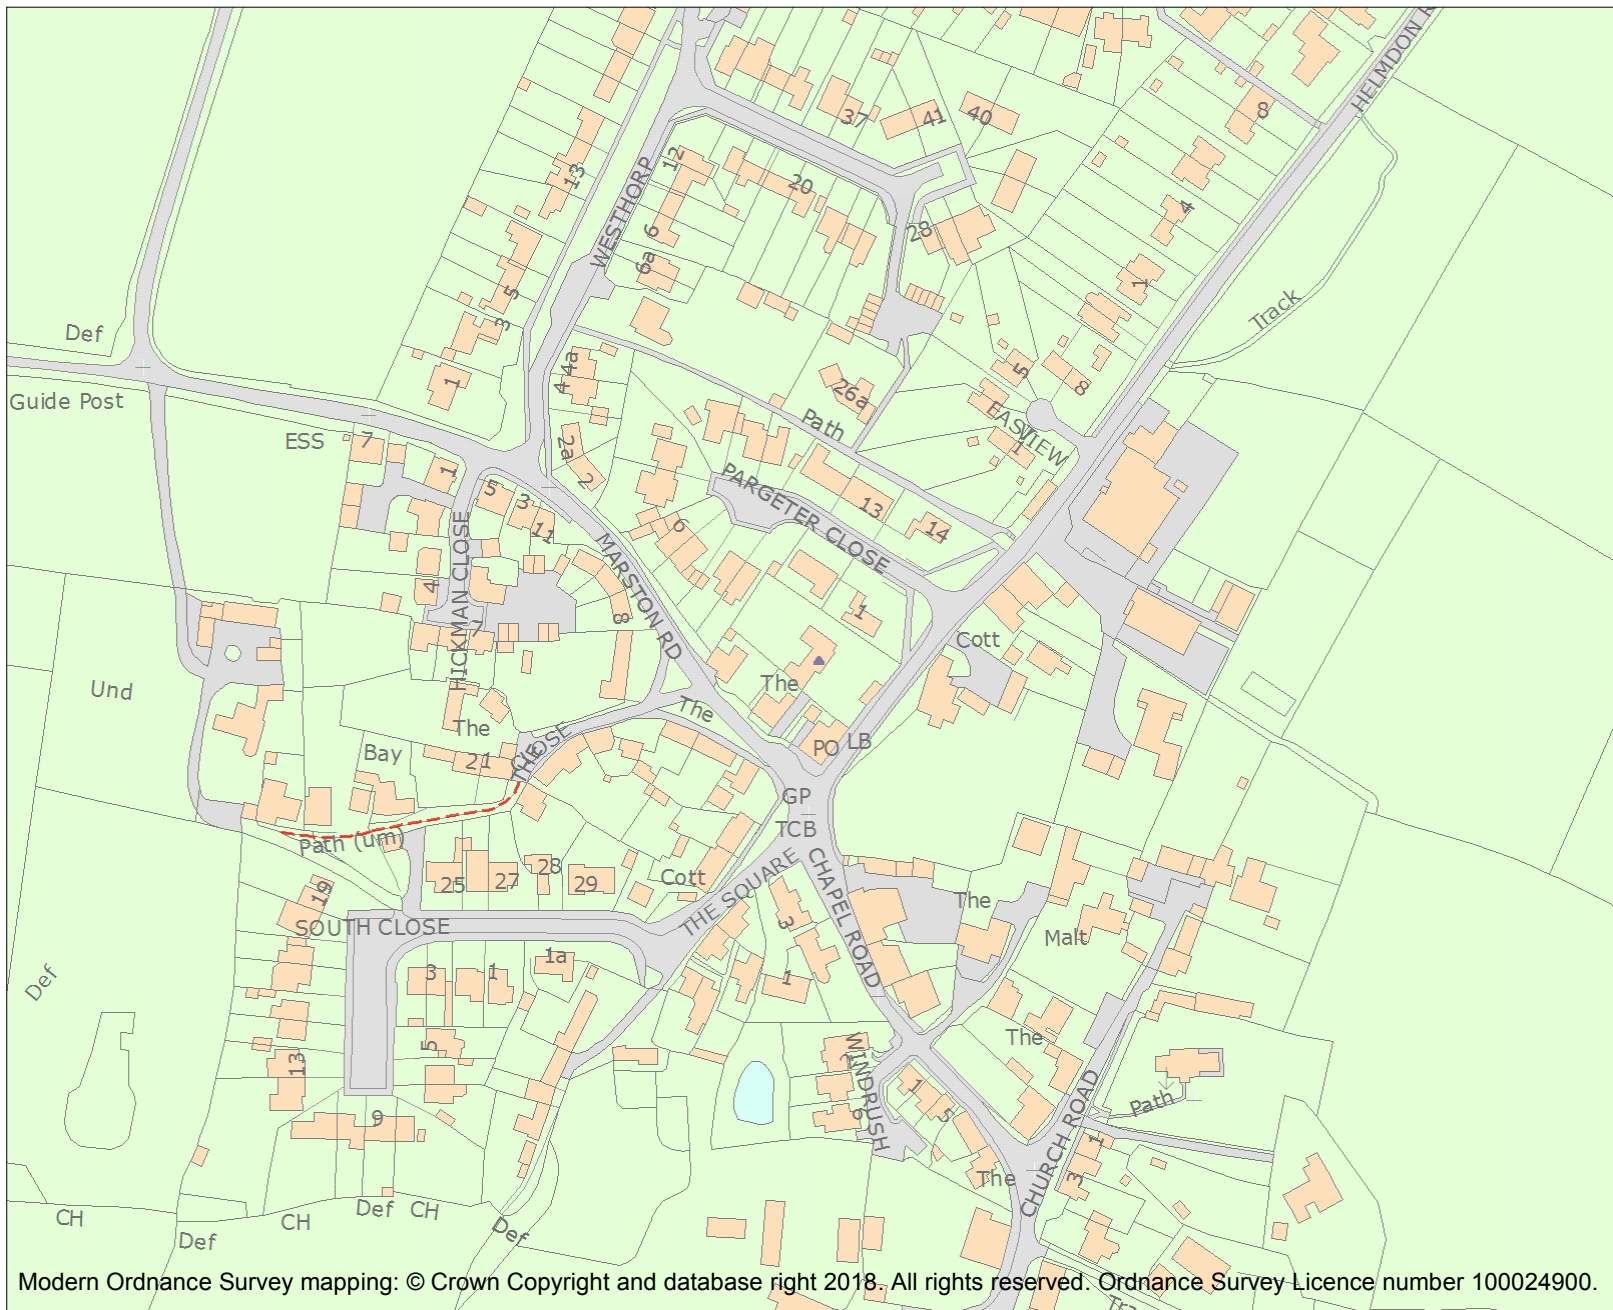 HELMDON R
8
37
41
40
12
13
20
4
WESTHORP
28
6
6a
1
5
Track
3
Def
4a
4
5
8
1
26a
Guide Post
Path
EASTVIEW
1
ESS
7
2a
1
2
5
3
PARGETER CLOSE
13
11
6
14
MARSTON RD
HICKMAN CLOSE
4
8
1
7
Cott
The
Und
The
The
THE CLOSE
PO
LB
Bay
21
GP
TCB
Path (um)
28
25
27
29
Cott
THE SQUARE
CHAPEL ROAD
19
The
3
SOUTH CLOSE
Malt
1a
3
1
1
Def
5
The
13
WINDRUSH
2
1
5
6
9
Path
CHURCH ROAD
1
The
3
CH
CH
Def
CH
Def
Def
Modern Ordnance Survey mapping: © Crown Copyright and database right 2018. All rights reserved. Ordnance Survey Licence number 100024900.